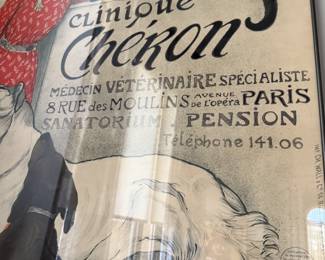 Clinique
Chéron
MÉDECIN VÉTÉRINAIRE SPÉCIALISTE
8 RUE des MOULINS AVENUE de L'OPÉRA PARIS
SANATORIUM. PENSION
Téléphone 141.06